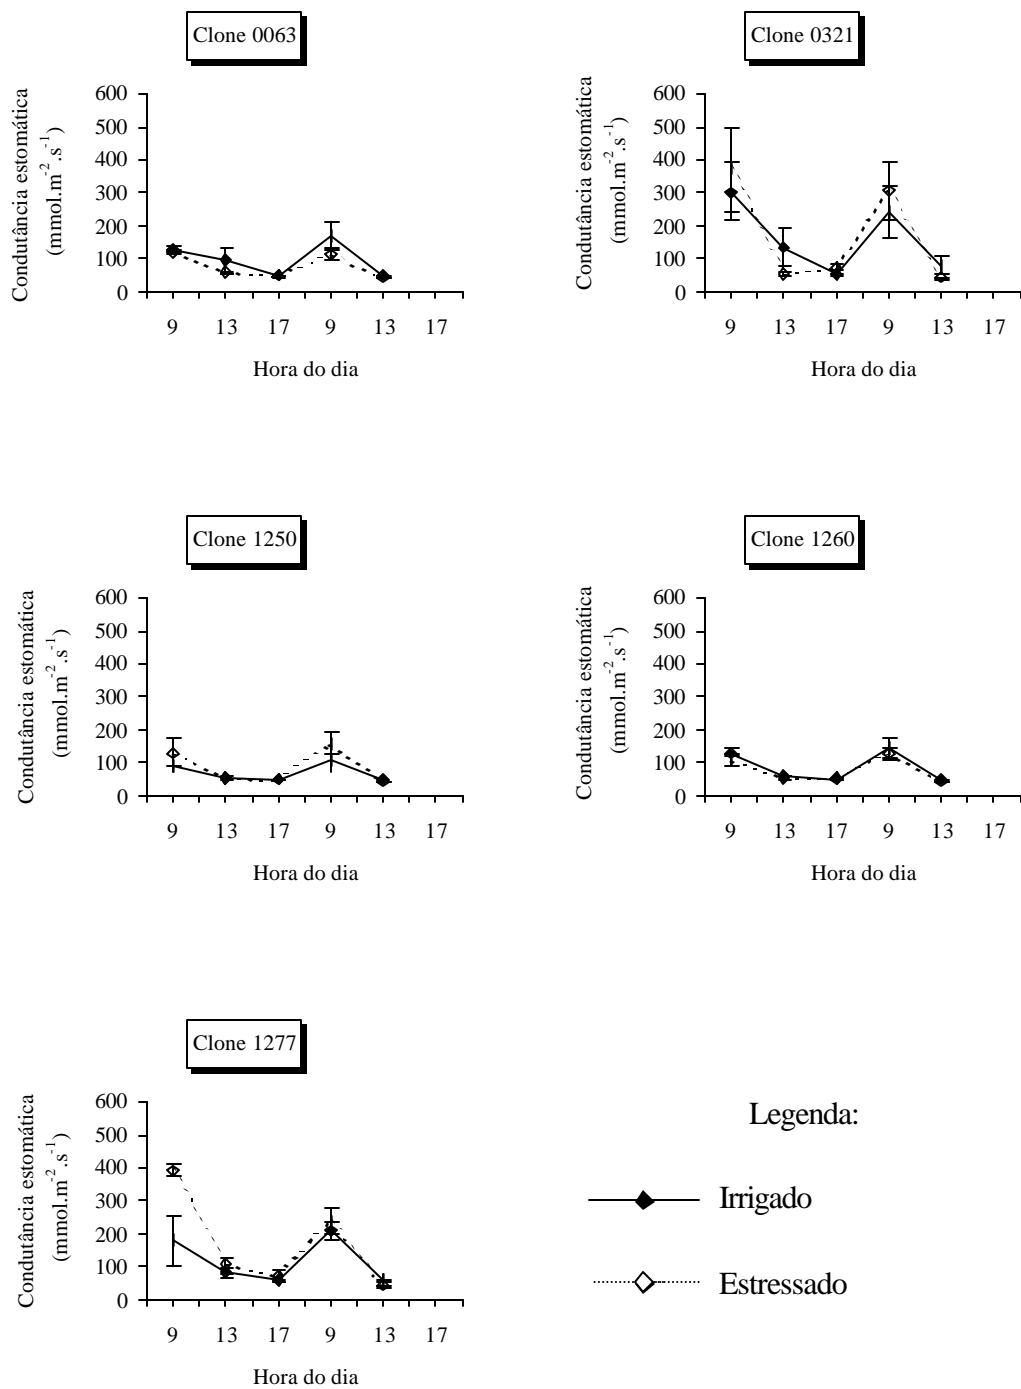 Clone 0063
Condutância estomática
(mmol.m-2.s-1)
600
500
400
300
200
100
0
9 13 17 9 13 17
Hora do dia
Clone 0321
Condutância estomática
(mmol.m-2.s-1)
600
500
400
300
200
100
0
9 13 17 9 13 17
Hora do dia
Clone 1250
Condutância estomática
(mmol.m-2.s-1)
600
500
400
300
200
100
0
9 13 17 9 13 17
Hora do dia
Clone 1260
Condutância estomática
(mmol.m-2.s-1)
600
500
400
300
200
100
0
9 13 17 9 13 17
Hora do dia
Clone 1277
Condutância estomática
(mmol.m-2.s-1)
600
500
400
300
200
100
0
9 13 17 9 13 17
Hora do dia
Legenda:
Irrigado
Estressado